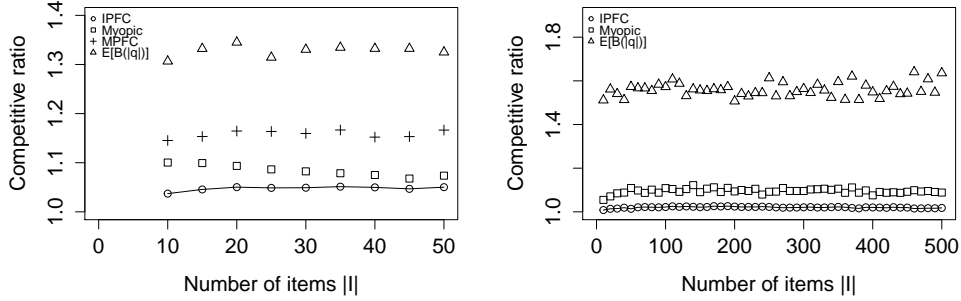 IPFC
Myopic
MPFC
E[B(|q|)]
1.4
1.3
1.2
1.1
1.0
Competitive ratio
0 10 20 30 40 50
Number of items |I|
IPFC
Myopic
E[B(|q|)]
1.8
1.4
1.0
Competitive ratio
0 100 200 300 400 500
Number of items |I|